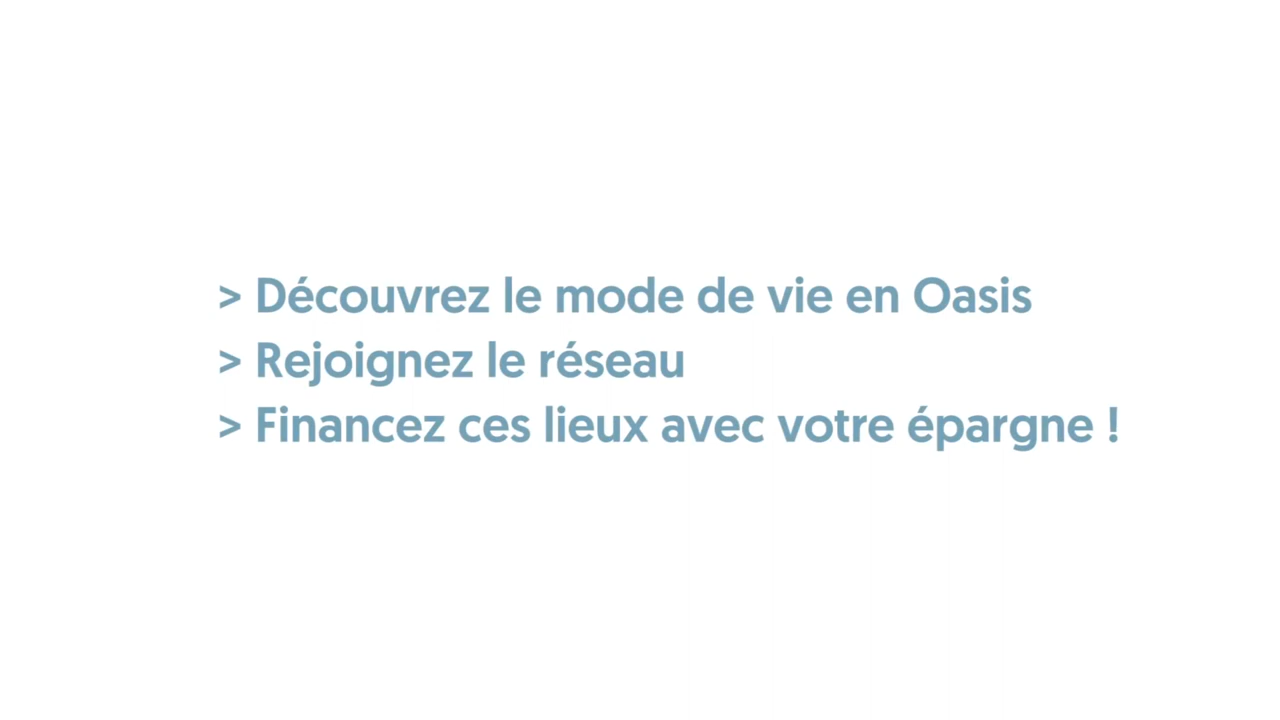 > Découvrez le mode de vie en Oasis
> Rejoignez le réseau
> Financez ces lieux avec votre épargne !